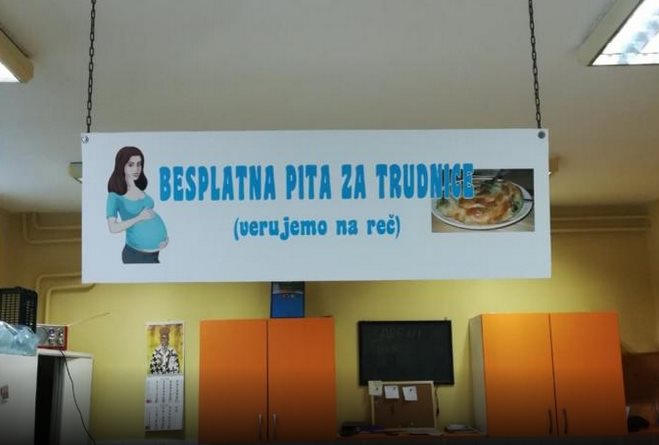 BESPLATNA PITA ZA TRUDNICE
(verujemo na reč)